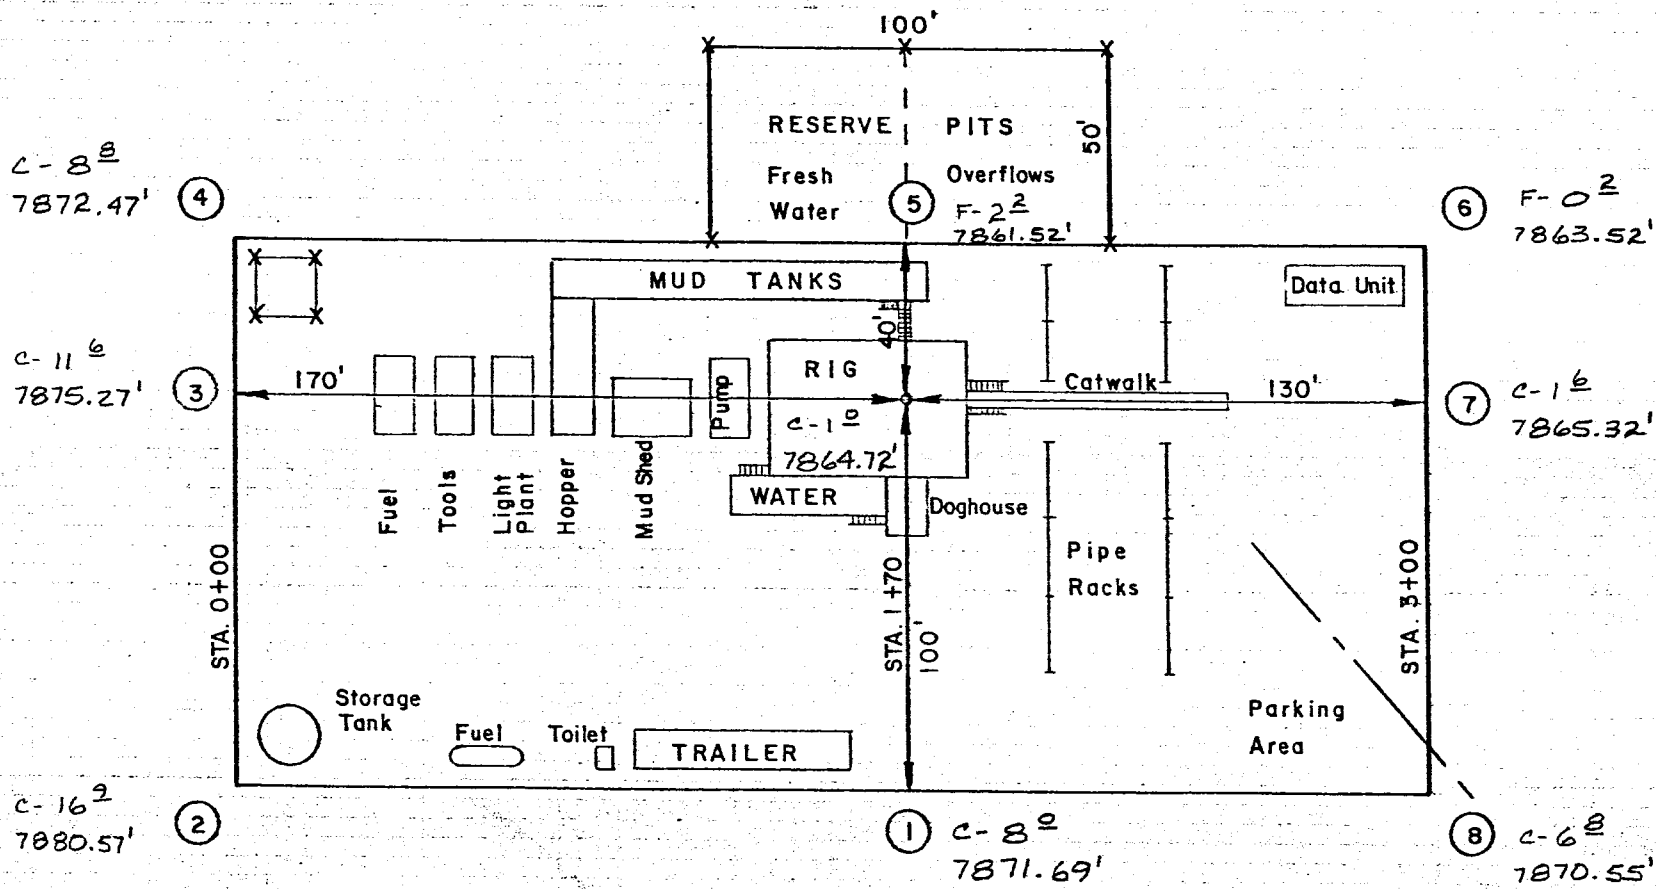 100'
RESERVE PITS
50'
Fresh
Water
Overflows
C- 8 8
7872.47'
4
5
F- 2 2
7861.52'
6
F- 0 2
7863.52'
MUD TANKS
Data Unit
40'
C- 11 6
7875.27'
3
170'
Pump
RIG
C- 1 0
7864.72'
Catwalk
130'
7
C- 1 6
7865.32'
Fuel
Tools
Light
Plant
Hopper
Mud Shed
WATER
Doghouse
Pipe
Racks
STA. 0+00
STA. 1+70
100'
STA. 3+00
Storage
Tank
Fuel
Toilet
TRAILER
Parking
Area
C- 16 9
7880.57'
2
1
C- 8 0
7871.69'
8
C- 6 8
7870.55'